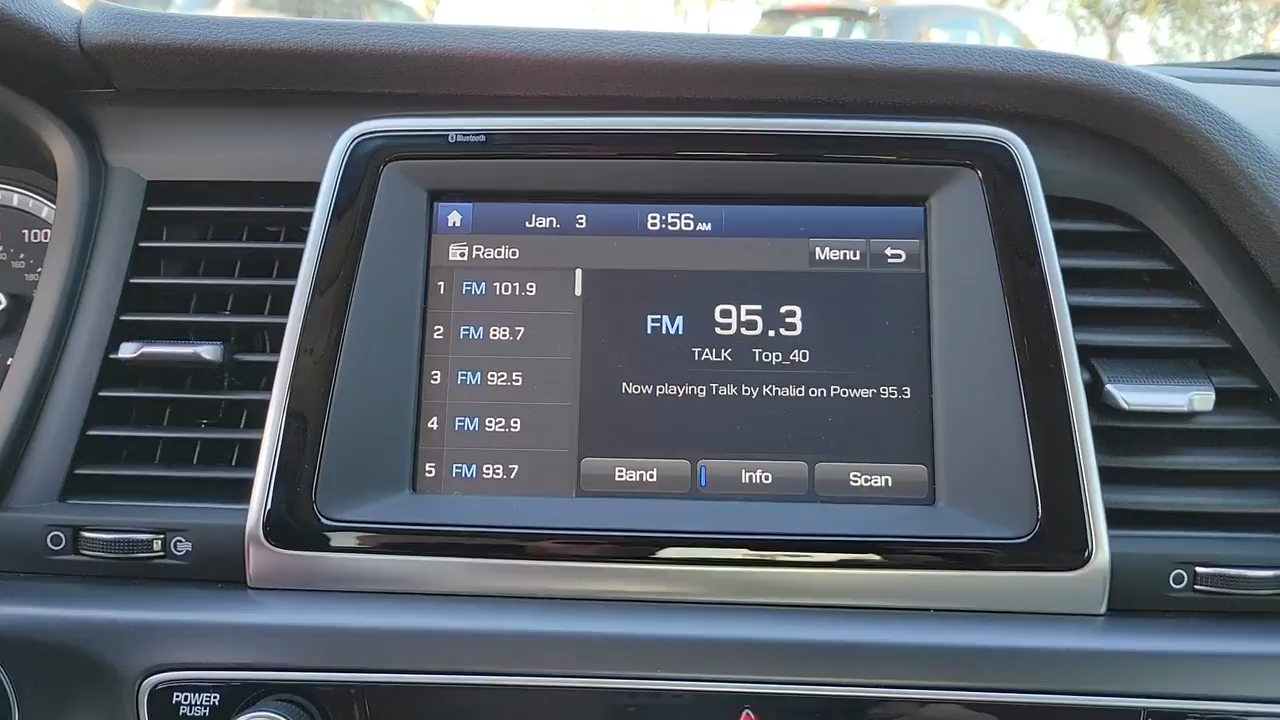 Bluetooth
Jan. 3 8:56 AM
Radio Menu
1 FM 101.9
2 FM 88.7
3 FM 92.5
4 FM 92.9
5 FM 93.7
FM 95.3
TALK Top_40
Now playing Talk by Khalid on Power 95.3
Band Info Scan
100
160
180
POWER
PUSH